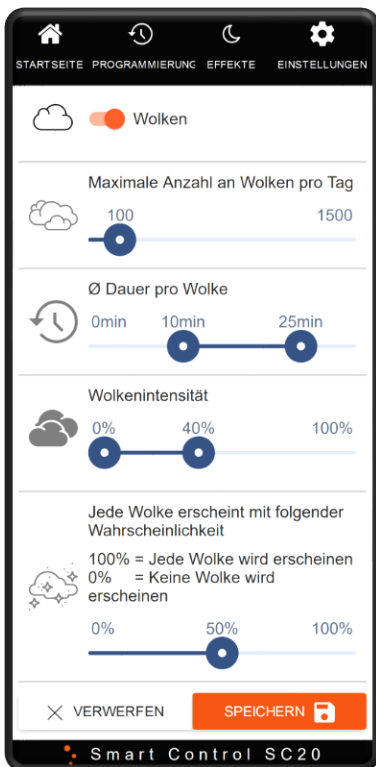 STARTSEITE PROGRAMMIERUNG EFFEKTE EINSTELLUNGEN
Wolken
Maximale Anzahl an Wolken pro Tag
100 1500
Ø Dauer pro Wolke
0min 10min 25min
Wolkenintensität
0% 40% 100%
Jede Wolke erscheint mit folgender
Wahrscheinlichkeit
100% = Jede Wolke wird erscheinen
0% = Keine Wolke wird
erscheinen
0% 50% 100%
VERWERFEN SPEICHERN
Smart Control SC20